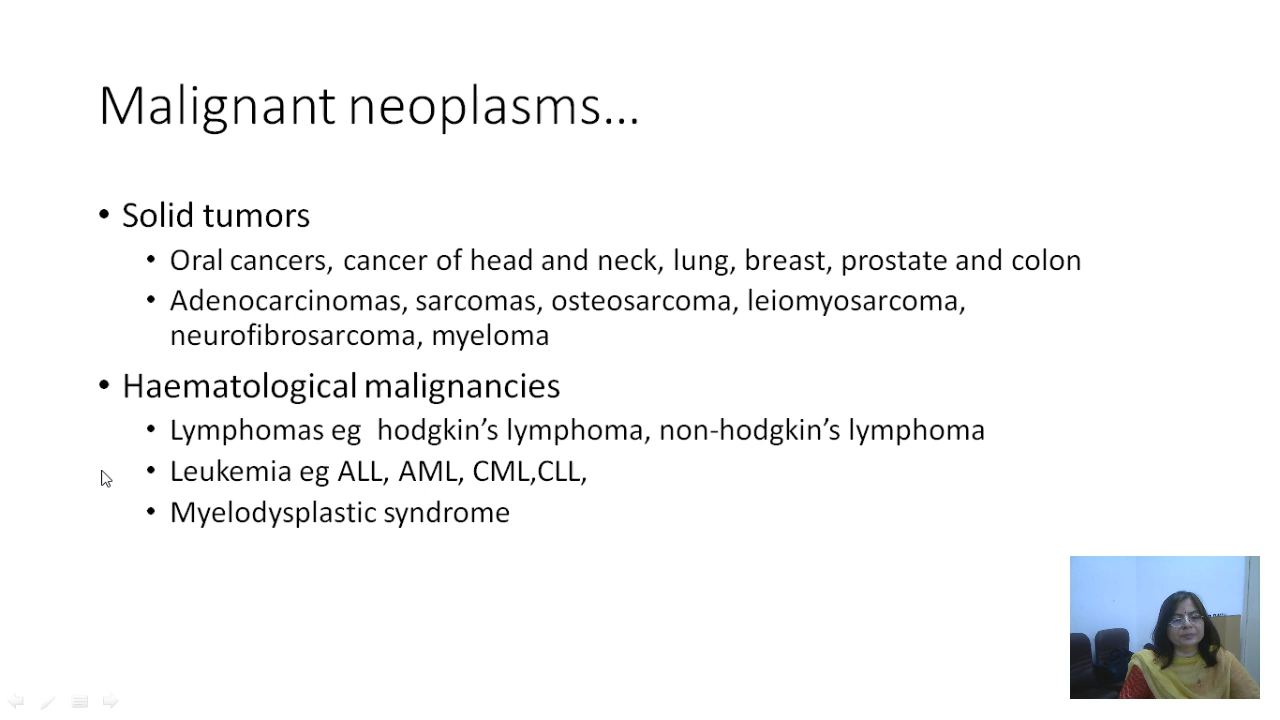 Malignant neoplasms...
• Solid tumors
• Oral cancers, cancer of head and neck, lung, breast, prostate and colon
• Adenocarcinomas, sarcomas, osteosarcoma, leiomyosarcoma,
neurofibrosarcoma, myeloma
• Haematological malignancies
• Lymphomas eg hodgkin’s lymphoma, non-hodgkin’s lymphoma
• Leukemia eg ALL, AML, CML,CLL,
• Myelodysplastic syndrome